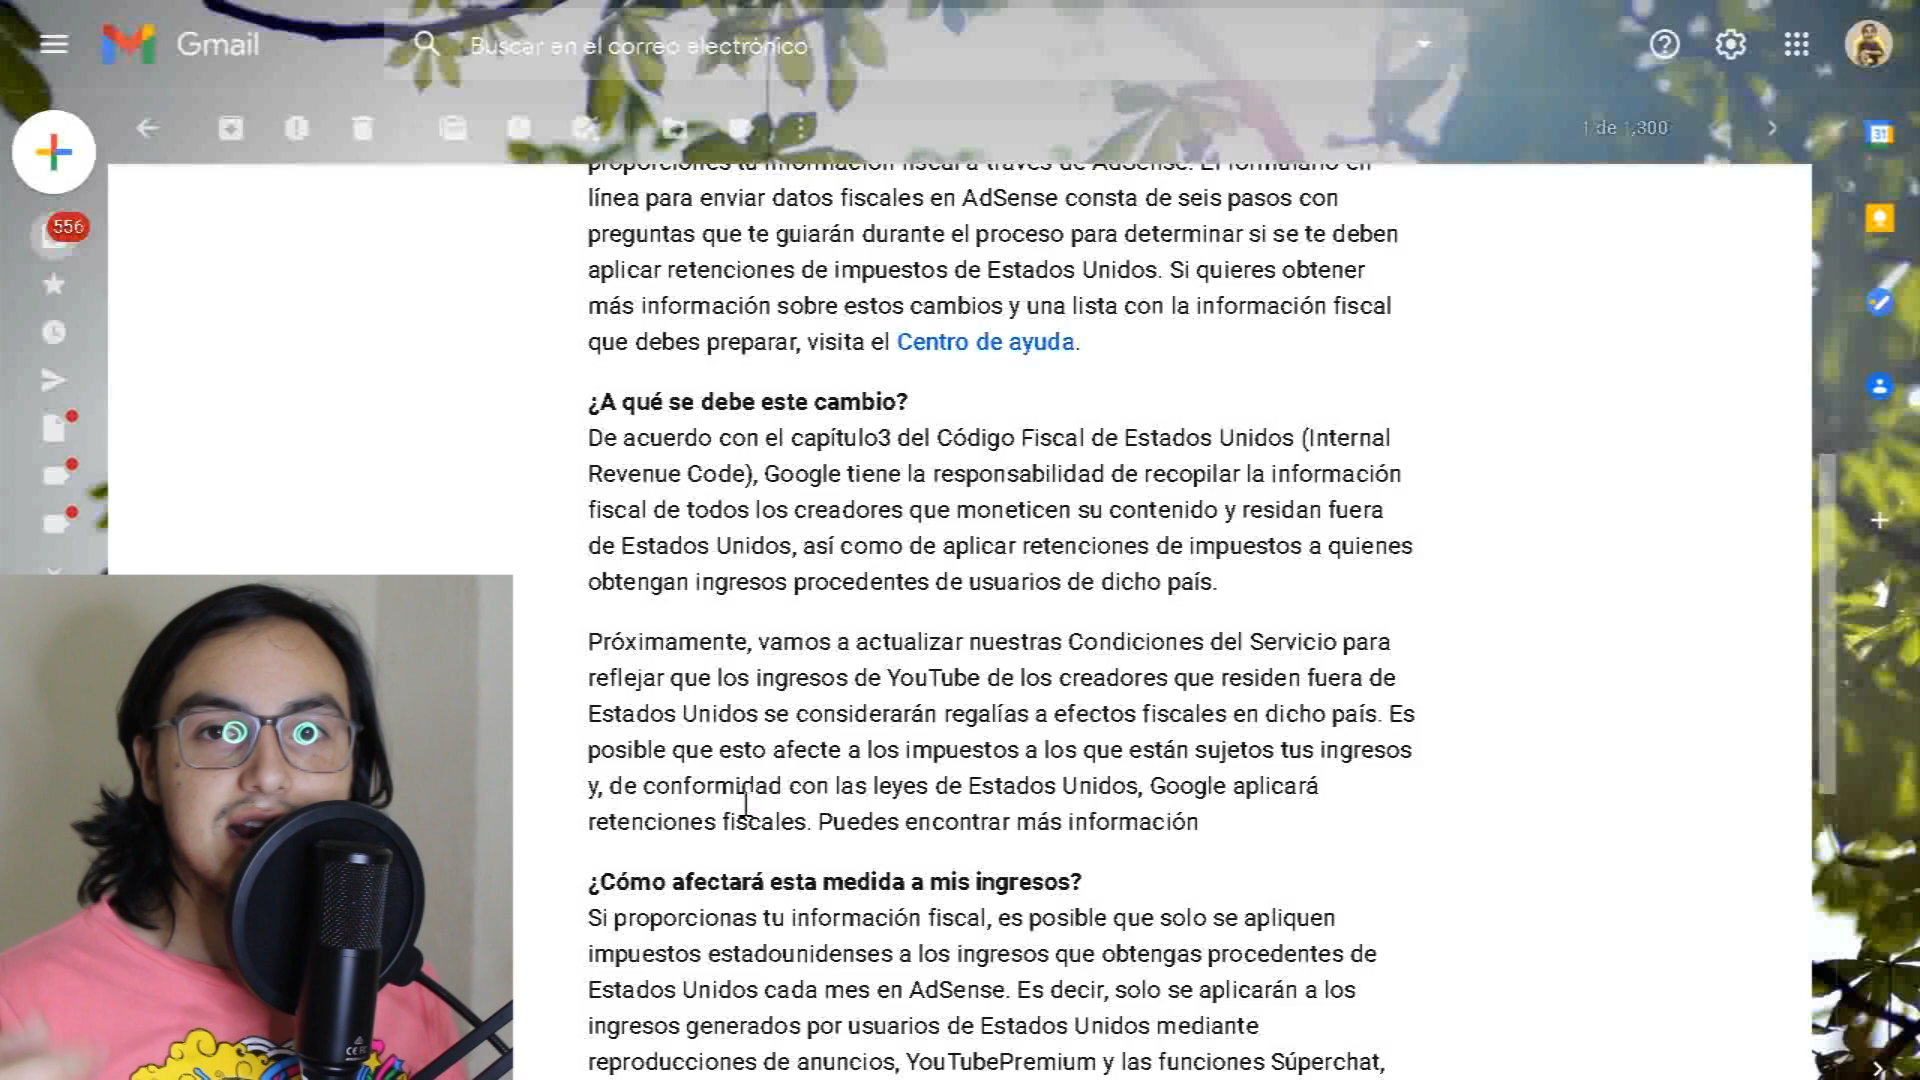 Gmail
Buscar en el correo electrónico
1 de 1,300
31
556
proporciones tu información fiscal a través de AdSense. El formulario en
línea para enviar datos fiscales en AdSense consta de seis pasos con
preguntas que te guiarán durante el proceso para determinar si se te deben
aplicar retenciones de impuestos de Estados Unidos. Si quieres obtener
más información sobre estos cambios y una lista con la información fiscal
que debes preparar, visita el Centro de ayuda.
¿A qué se debe este cambio?
De acuerdo con el capítulo3 del Código Fiscal de Estados Unidos (Internal
Revenue Code), Google tiene la responsabilidad de recopilar la información
fiscal de todos los creadores que moneticen su contenido y residan fuera
de Estados Unidos, así como de aplicar retenciones de impuestos a quienes
obtengan ingresos procedentes de usuarios de dicho país.
Próximamente, vamos a actualizar nuestras Condiciones del Servicio para
reflejar que los ingresos de YouTube de los creadores que residen fuera de
Estados Unidos se considerarán regalías a efectos fiscales en dicho país. Es
posible que esto afecte a los impuestos a los que están sujetos tus ingresos
y, de conformidad con las leyes de Estados Unidos, Google aplicará
retenciones fiscales. Puedes encontrar más información
¿Cómo afectará esta medida a mis ingresos?
Si proporcionas tu información fiscal, es posible que solo se apliquen
impuestos estadounidenses a los ingresos que obtengas procedentes de
Estados Unidos cada mes en AdSense. Es decir, solo se aplicarán a los
ingresos generados por usuarios de Estados Unidos mediante
reproducciones de anuncios, YouTubePremium y las funciones Súperchat,